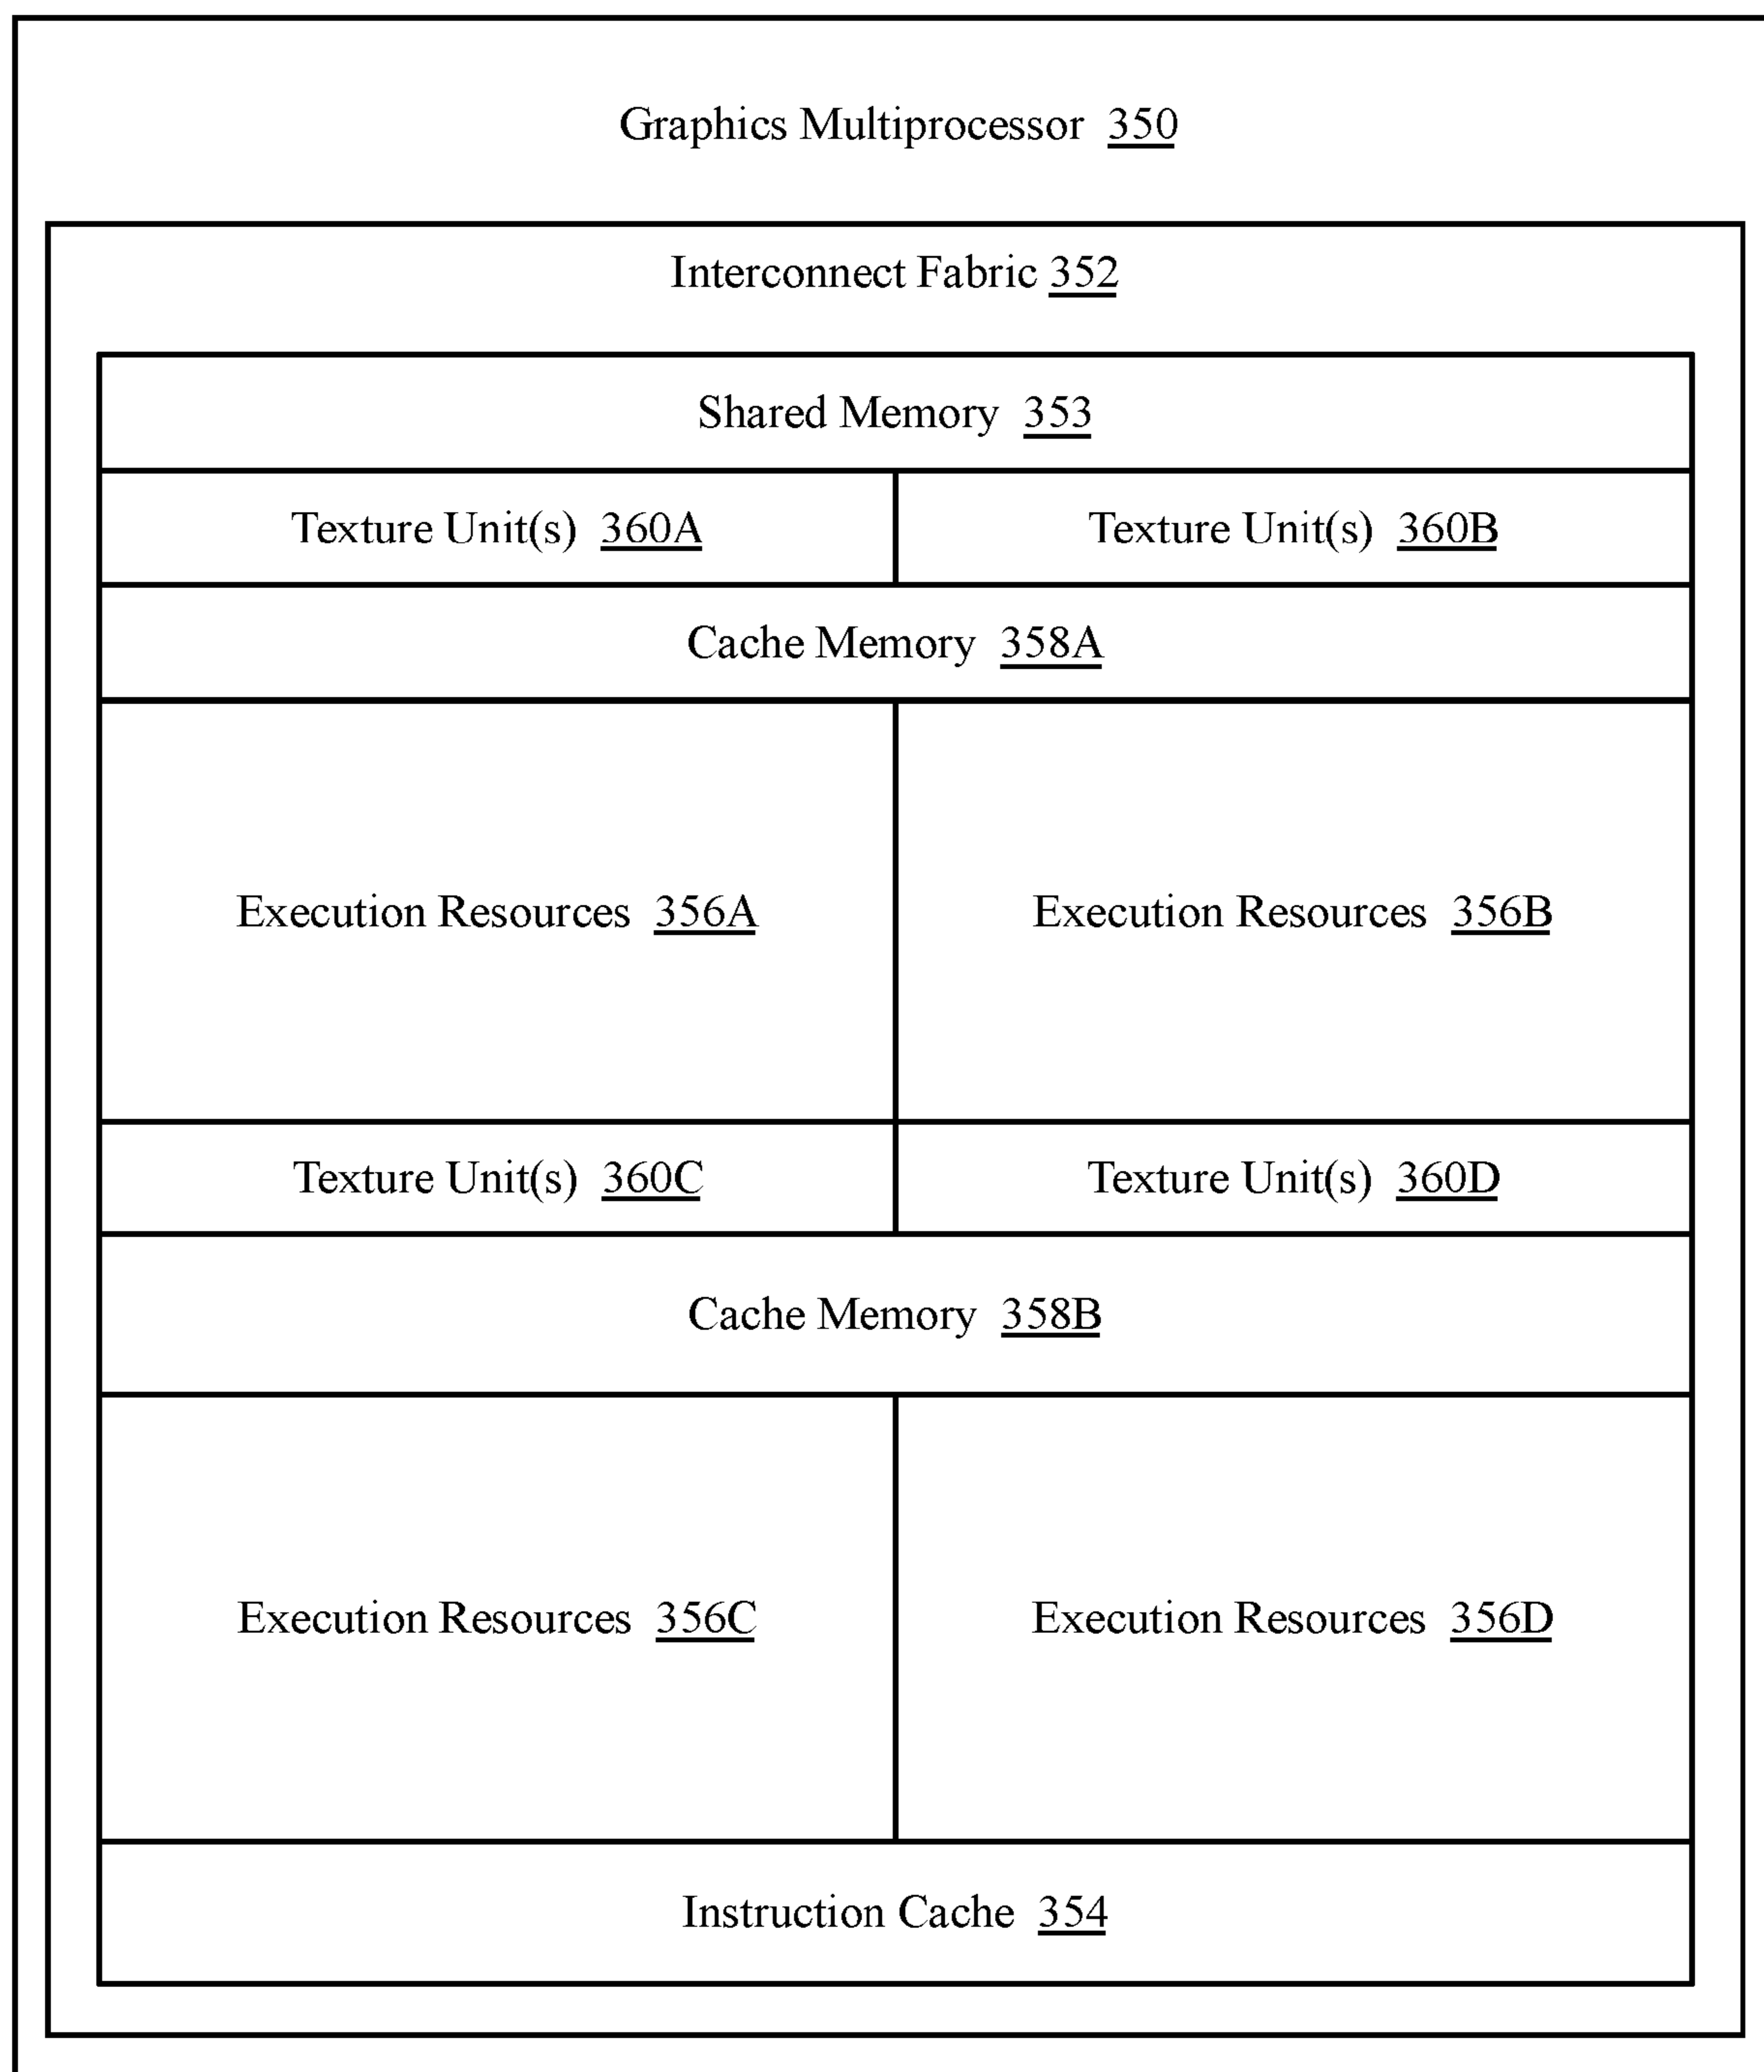 Graphics Multiprocessor 350
Interconnect Fabric 352
Shared Memory 353
Texture Unit(s) 360A
Texture Unit(s) 360B
Cache Memory 358A
Execution Resources 356A
Execution Resources 356B
Texture Unit(s) 360C
Texture Unit(s) 360D
Cache Memory 358B
Execution Resources 356C
Execution Resources 356D
Instruction Cache 354